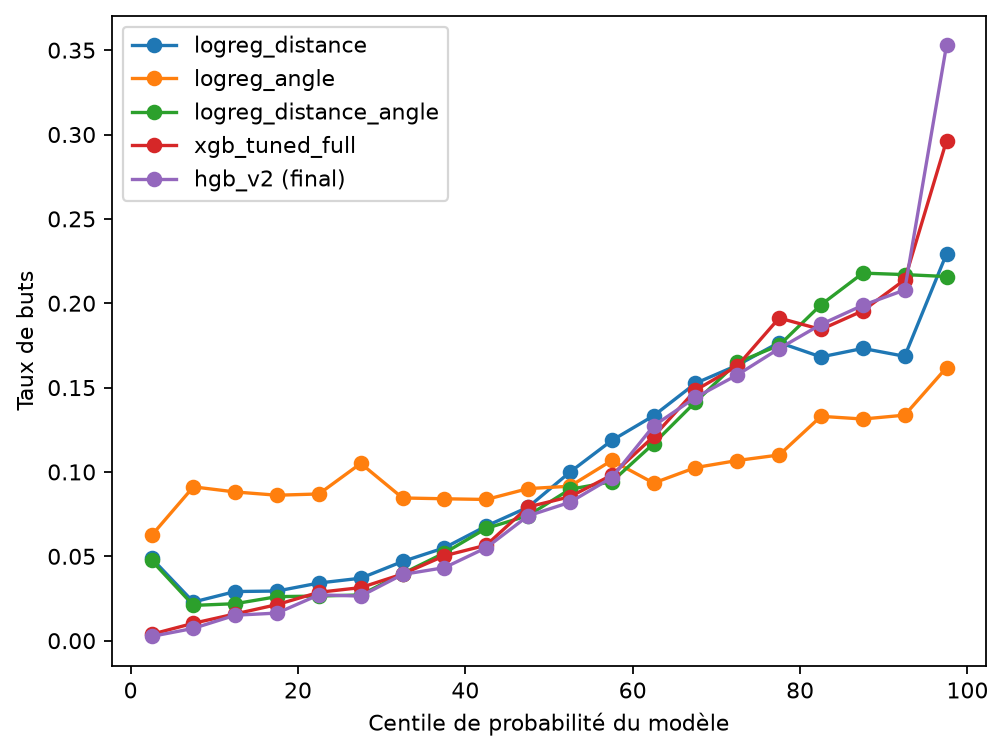 logreg_distance
logreg_angle
logreg_distance_angle
xgb_tuned_full
hgb_v2 (final)
0.35
0.30
0.25
0.20
0.15
0.10
0.05
0.00
Taux de buts
0 20 40 60 80 100
Centile de probabilité du modèle